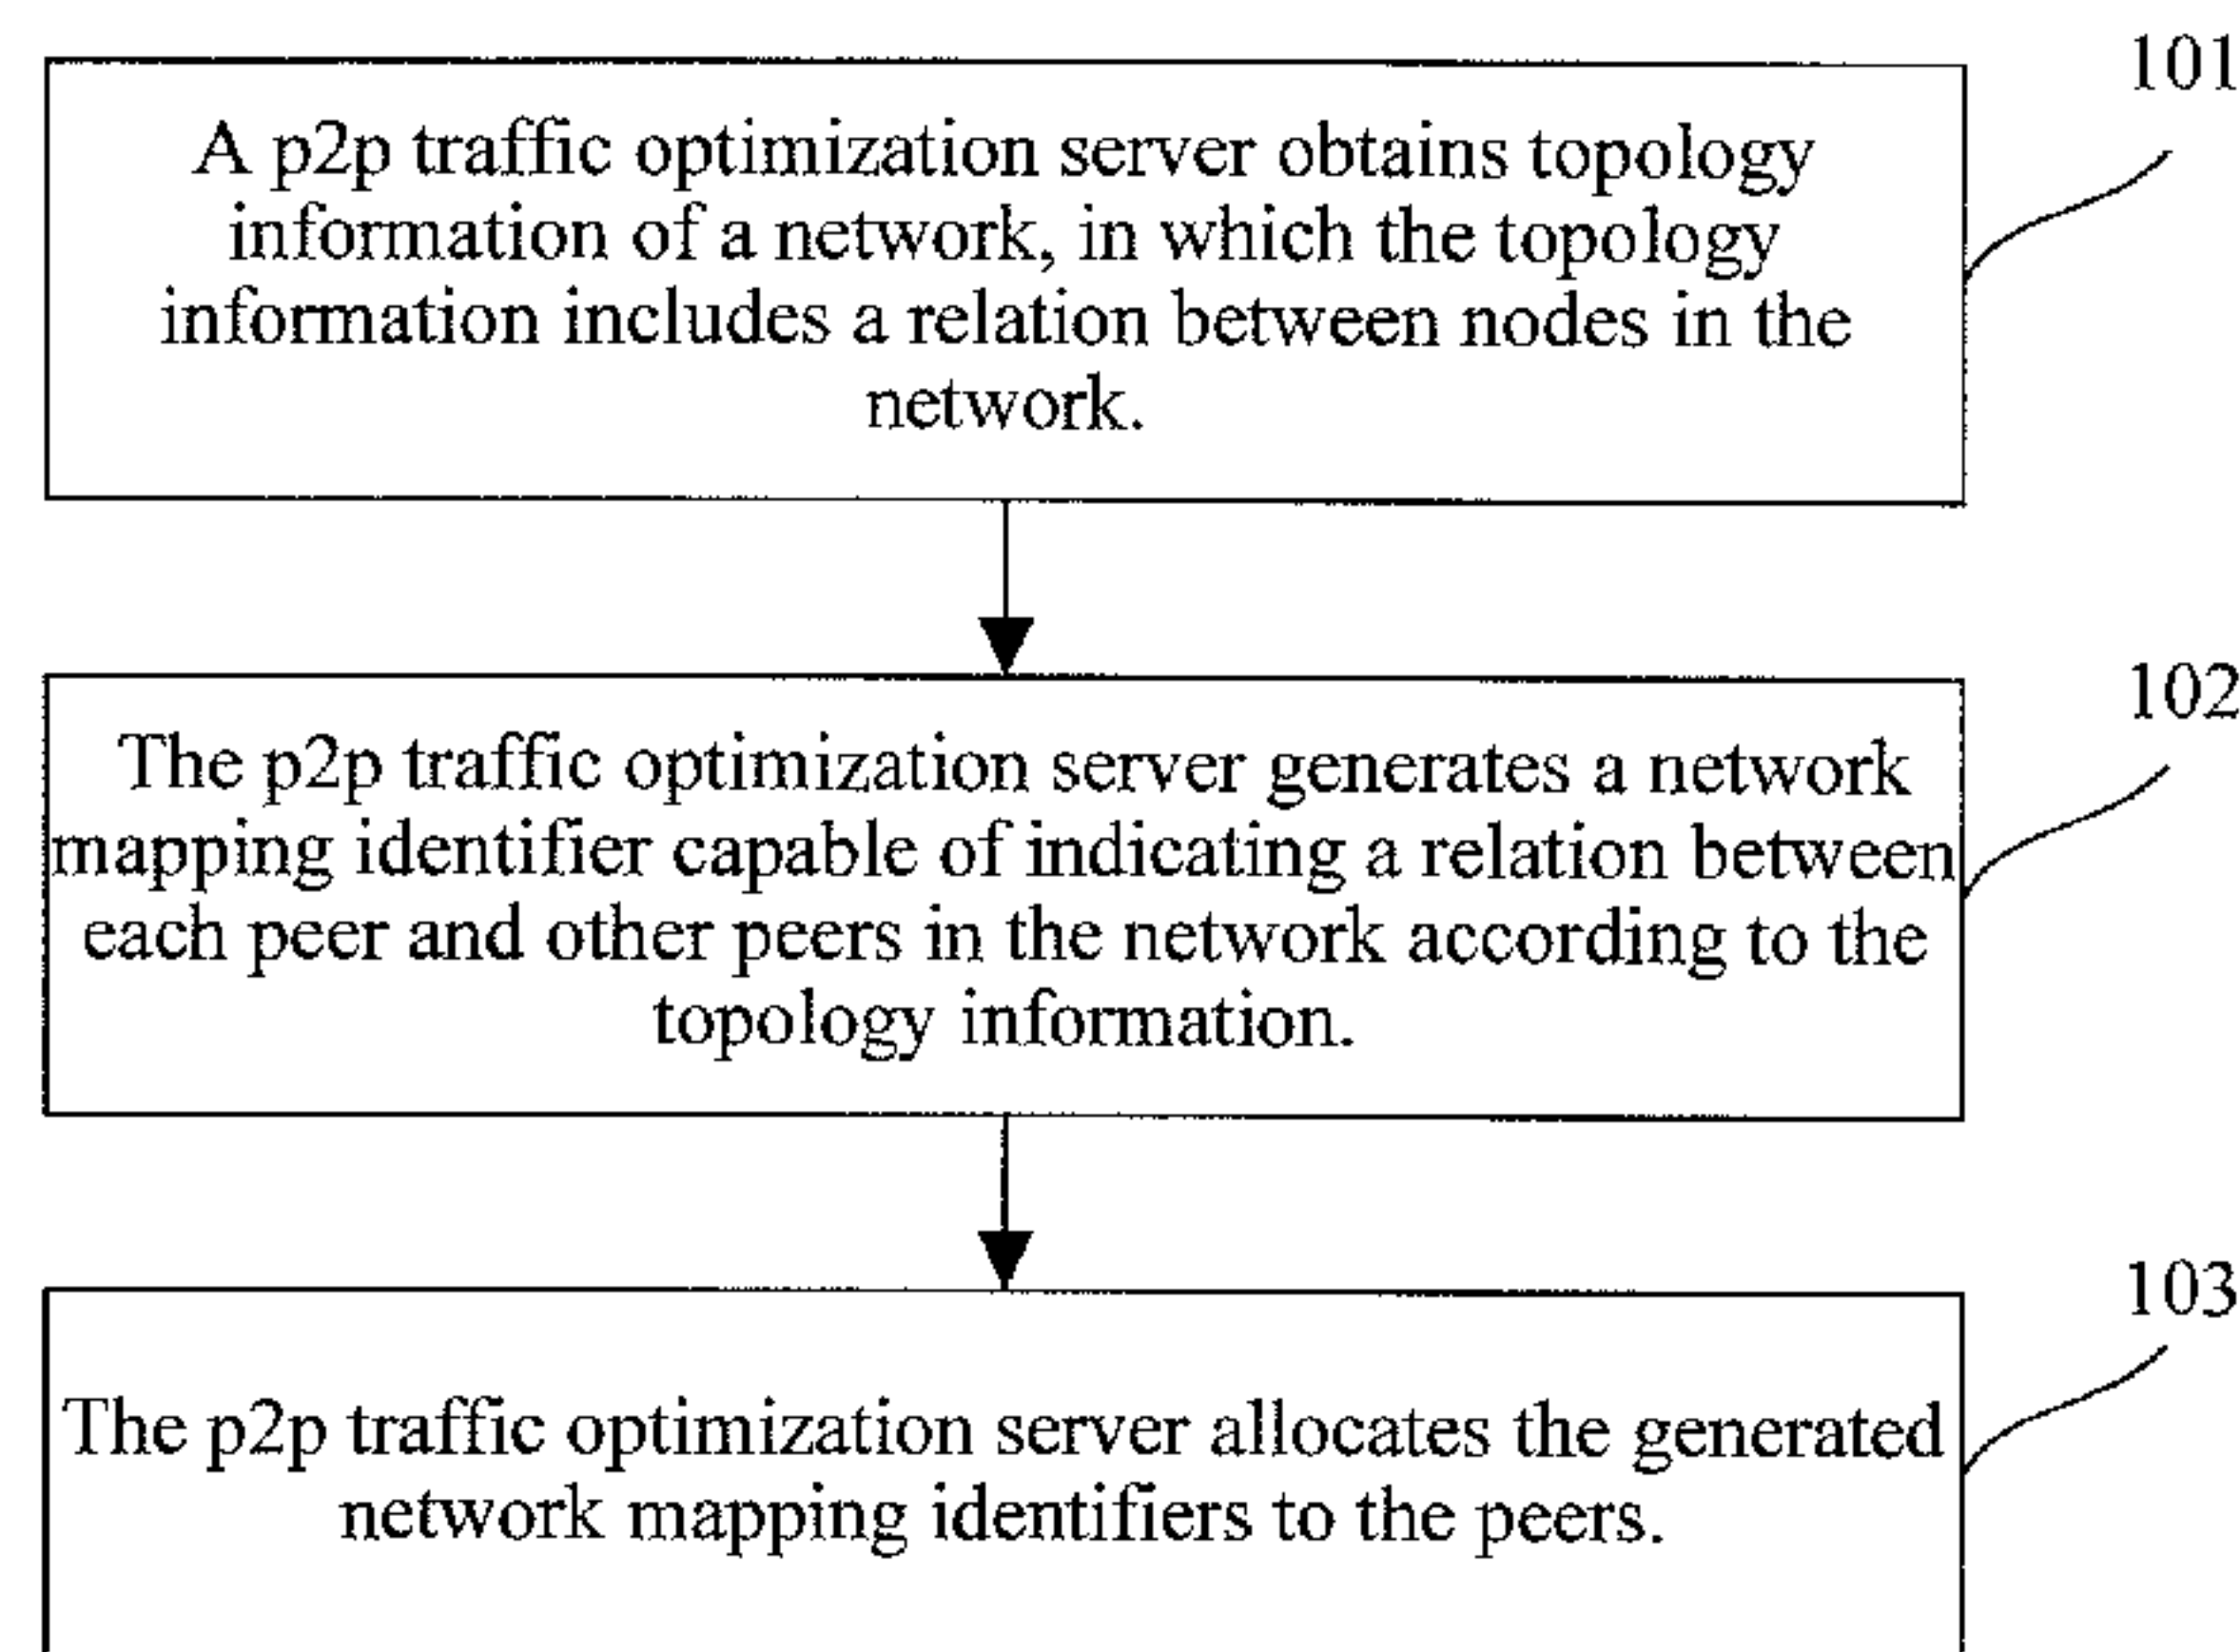 101
A p2p traffic optimization server obtains topology
information of a network, in which the topology
information includes a relation between nodes in the
network.
102
The p2p traffic optimization server generates a network
mapping identifier capable of indicating a relation between
each peer and other peers in the network according to the
topology information.
103
The p2p traffic optimization server allocates the generated
network mapping identifiers to the peers.